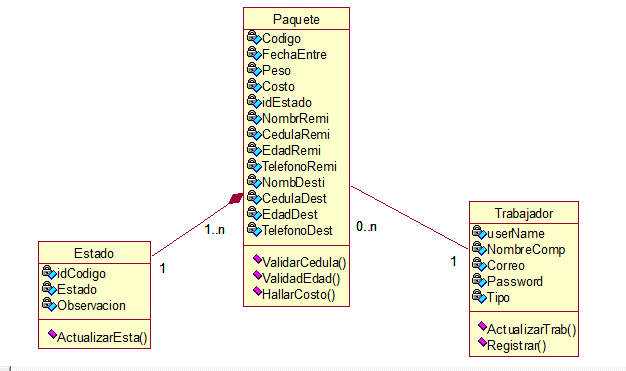 Paquete
Codigo
FechaEntre
Peso
Costo
idEstado
NombrRemi
CedulaRemi
EdadRemi
TelefonoRemi
NombDesti
CedulaDest
EdadDest
TelefonoDest
ValidarCedula()
ValidadEdad()
HallarCosto()
1..n
1
0..n
1
Estado
idCodigo
Estado
Observacion
ActualizarEsta()
Trabajador
userName
NombreComp
Correo
Password
Tipo
ActualizarTrab()
Registrar()